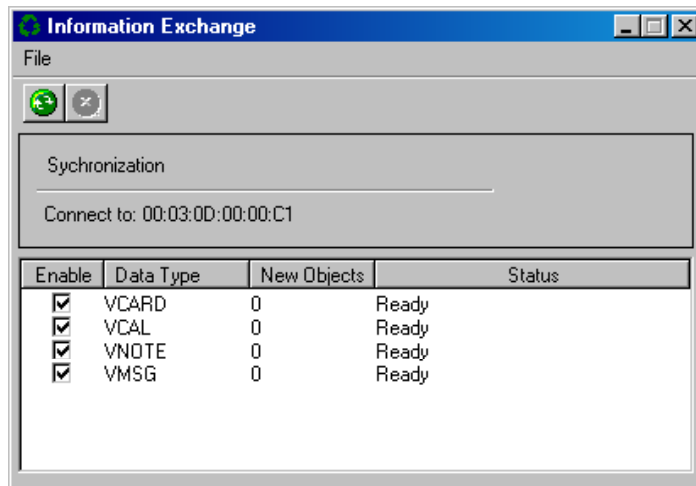 Information Exchange
File
Sychronization
Connect to: 00:03:0D:00:00:C1
Enable Data Type New Objects Status
VCARD 0 Ready
VCAL 0 Ready
VNOTE 0 Ready
VMSG 0 Ready